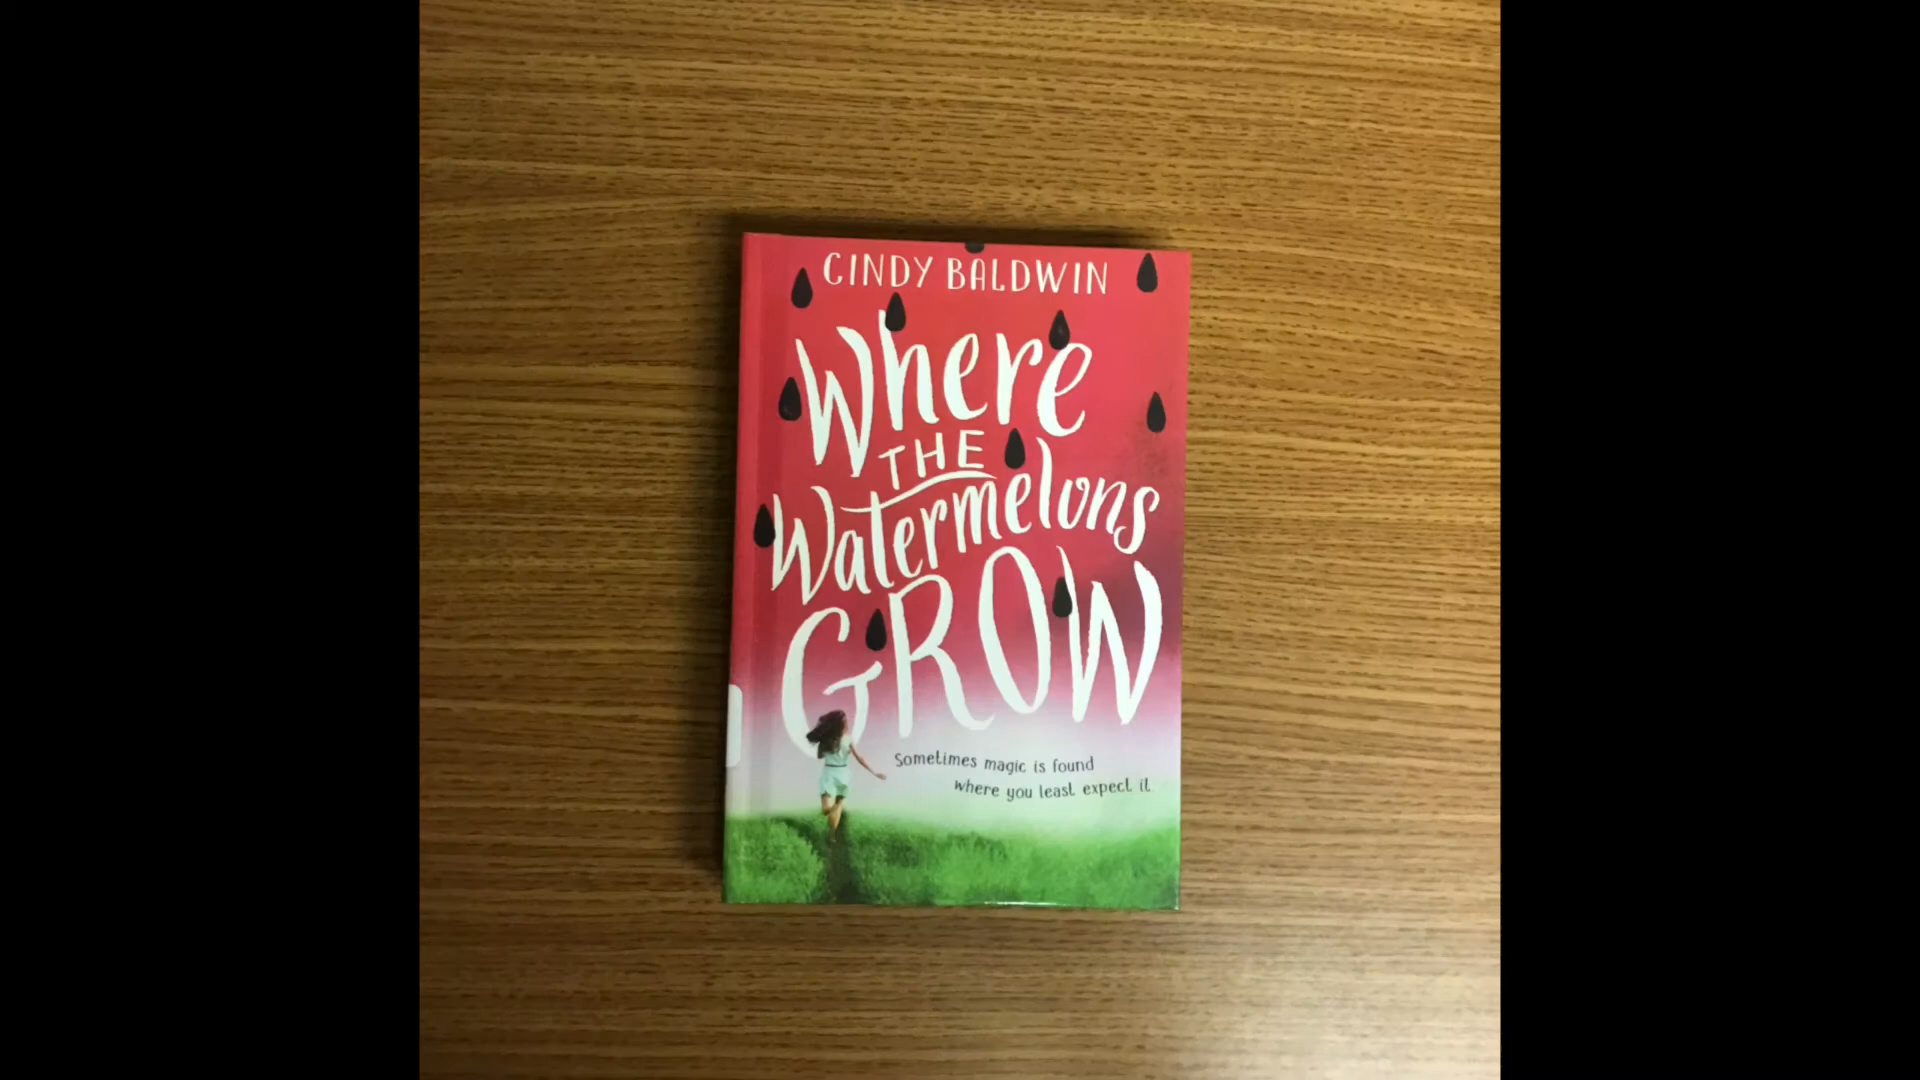 CINDY BALDWIN
Where
THE
Watermelons
GROW
Sometimes magic is found
where you least expect it.